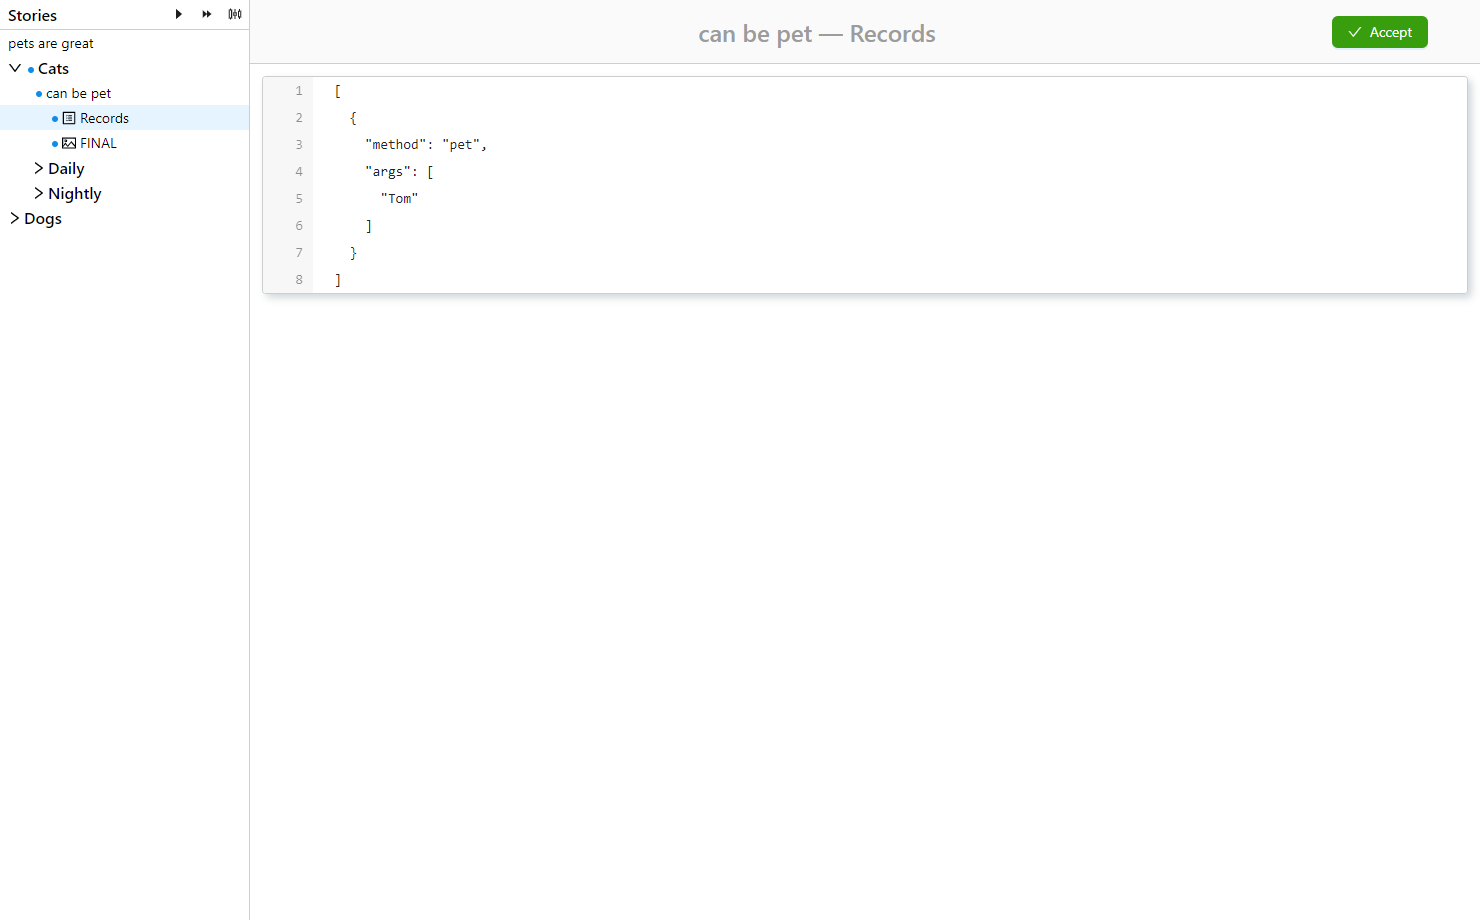 Stories
pets are great
Cats
can be pet
Records
FINAL
Daily
Nightly
Dogs
can be pet — Records
Accept
1 [
2 {
3 "method": "pet",
4 "args": [
5 "Tom"
6 ]
7 }
8 ]